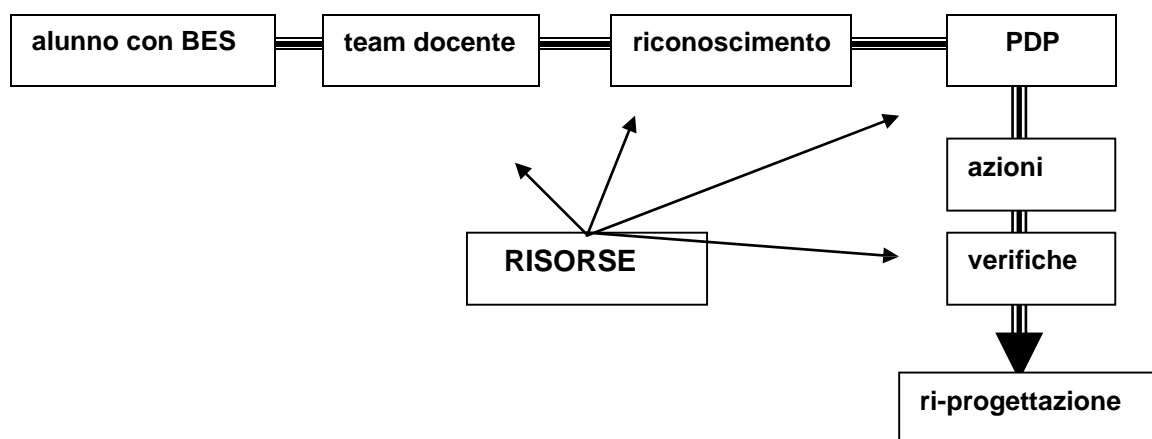 alunno con BES
team docente
riconoscimento
PDP
azioni
RISORSE
verifiche
ri-progettazione